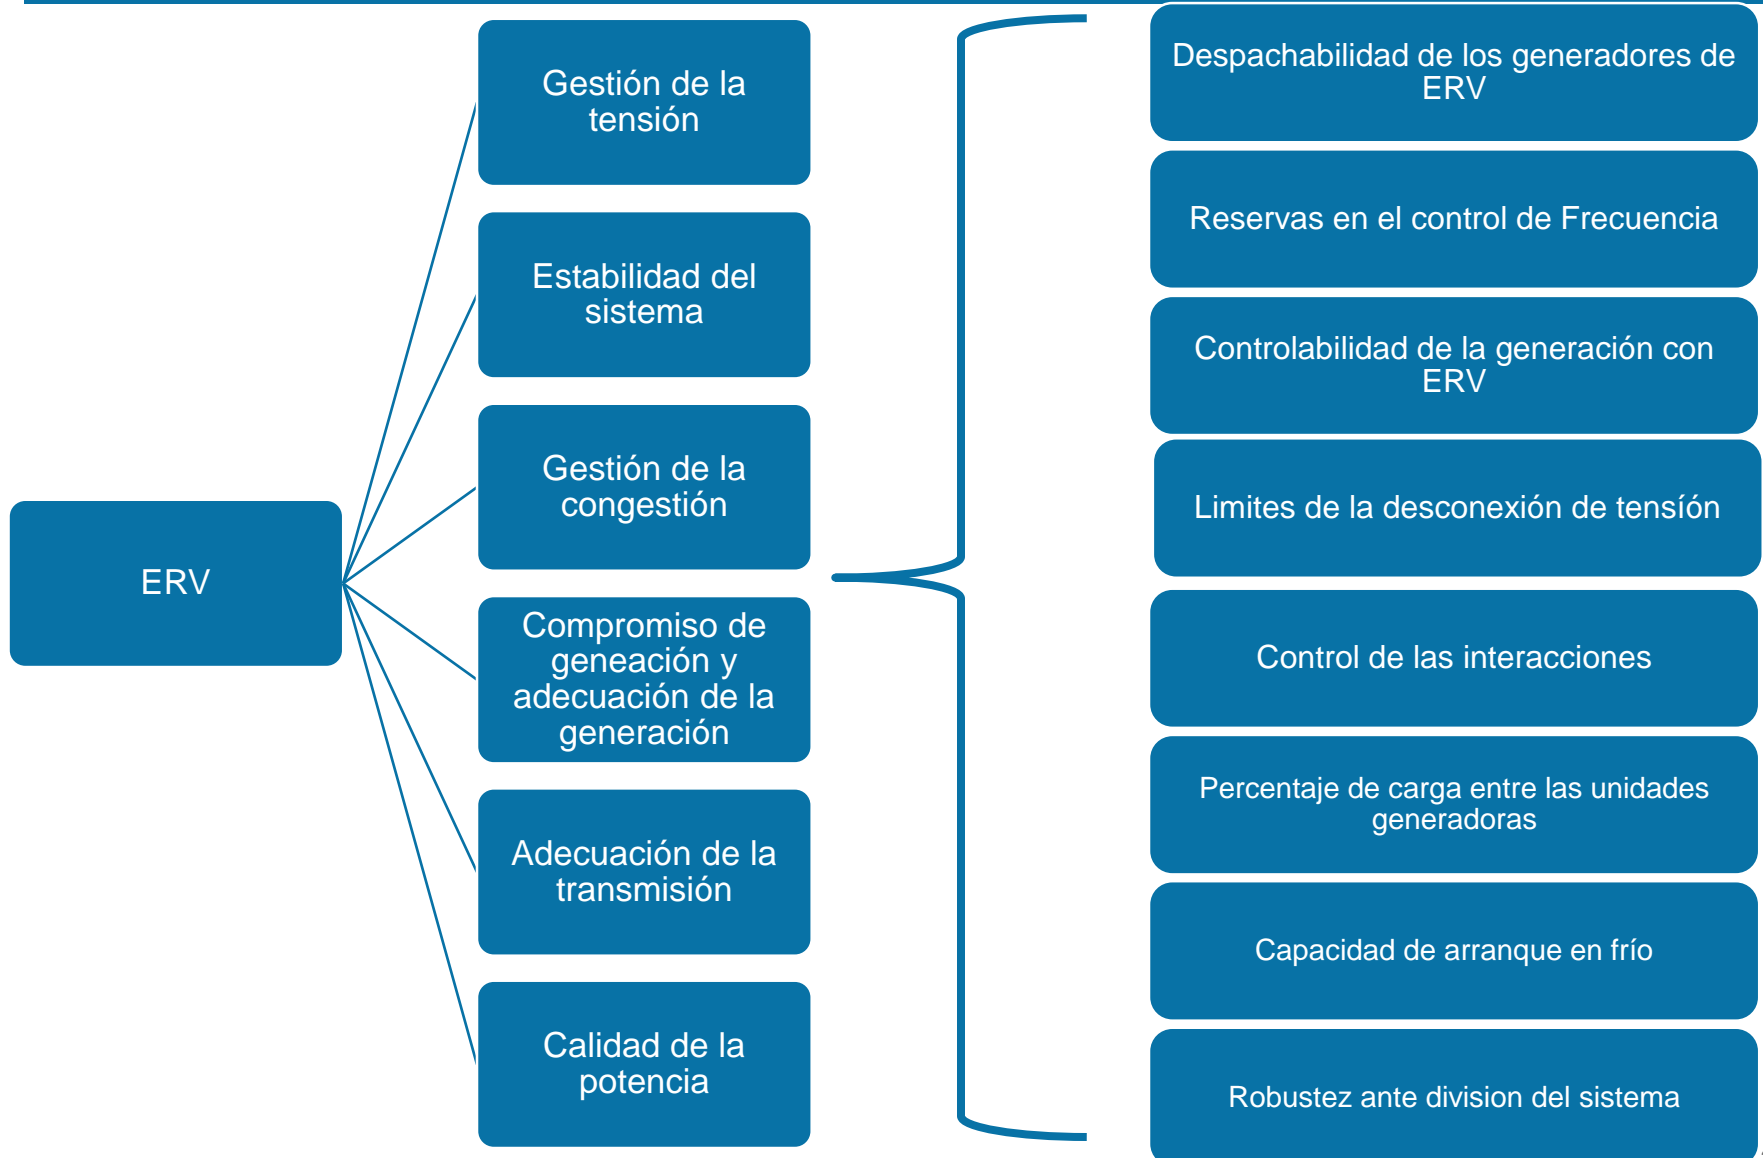 ERV
Gestión de la
tensión
Estabilidad del
sistema
Gestión de la
congestión
Compromiso de
geneación y
adecuación de la
generación
Adecuación de la
transmisión
Calidad de la
potencia
Despachabilidad de los generadores de
ERV
Reservas en el control de Frecuencia
Controlabilidad de la generación con
ERV
Limites de la desconexión de tensíón
Control de las interacciones
Percentaje de carga entre las unidades
generadoras
Capacidad de arranque en frío
Robustez ante division del sistema